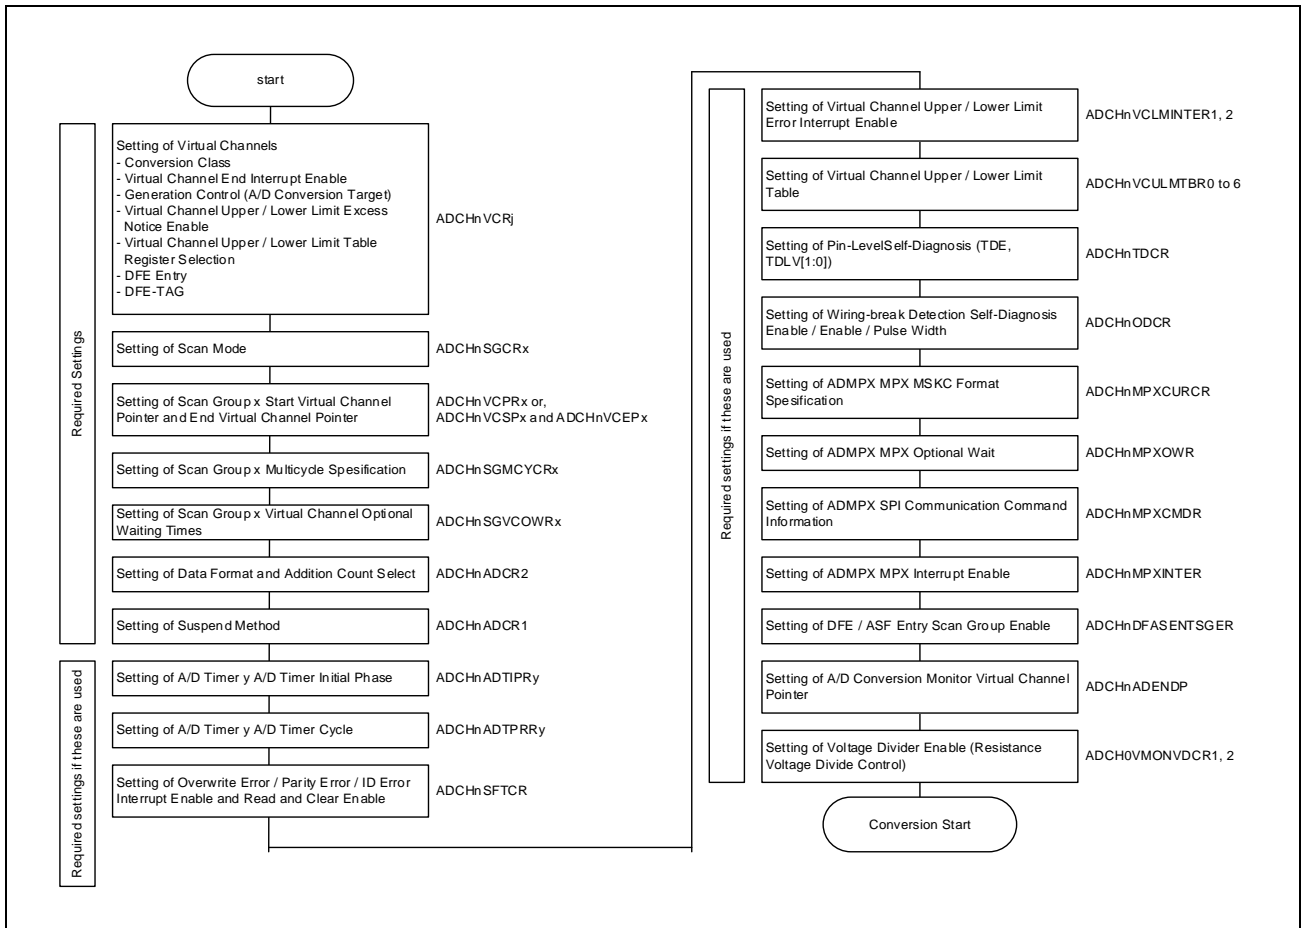 start
Required Settings
Setting of Virtual Channels
- Conversion Class
- Virtual Channel End Interrupt Enable
- Generation Control (A/D Conversion Target)
- Virtual Channel Upper / Lower Limit Excess
Notice Enable
- Virtual Channel Upper / Lower Limit Table
Register Selection
- DFE Entry
- DFE-TAG
ADCHnVCRj
Setting of Scan Mode
ADCHnSGCRx
Setting of Scan Group x Start Virtual Channel
Pointer and End Virtual Channel Pointer
ADCHnVCPRx or,
ADCHnVCSPx and ADCHnVCEPx
Setting of Scan Group x Multicycle Spesification
ADCHnSGMCYCRx
Setting of Scan Group x Virtual Channel Optional
Waiting Times
ADCHnSGVCOWRx
Setting of Data Format and Addition Count Select
ADCHnADCR2
Setting of Suspend Method
ADCHnADCR1
Required settings if these are used
Setting of A/D Timer y A/D Timer Initial Phase
ADCHnADTIPRy
Setting of A/D Timer y A/D Timer Cycle
ADCHnADTPRRy
Setting of Overwrite Error / Parity Error / ID Error
Interrupt Enable and Read and Clear Enable
ADCHnSFTCR
Required settings if these are used
Setting of Virtual Channel Upper / Lower Limit
Error Interrupt Enable
ADCHnVCLMINTER1, 2
Setting of Virtual Channel Upper / Lower Limit
Table
ADCHnVCULMTBR0 to 6
Setting of Pin-LevelSelf-Diagnosis (TDE,
TDLV[1:0])
ADCHnTDCR
Setting of Wiring-break Detection Self-Diagnosis
Enable / Enable / Pulse Width
ADCHnODCR
Setting of ADMPX MPX MSKC Format
Spesification
ADCHnMPXCURCR
Setting of ADMPX MPX Optional Wait
ADCHnMPXOWR
Setting of ADMPX SPI Communication Command
Information
ADCHnMPXCMDR
Setting of ADMPX MPX Interrupt Enable
ADCHnMPXINTER
Setting of DFE / ASF Entry Scan Group Enable
ADCHnDFASENTSGER
Setting of A/D Conversion Monitor Virtual Channel
Pointer
ADCHnADENDP
Setting of Voltage Divider Enable (Resistance
Voltage Divide Control)
ADCH0VMONVDCR1, 2
Conversion Start